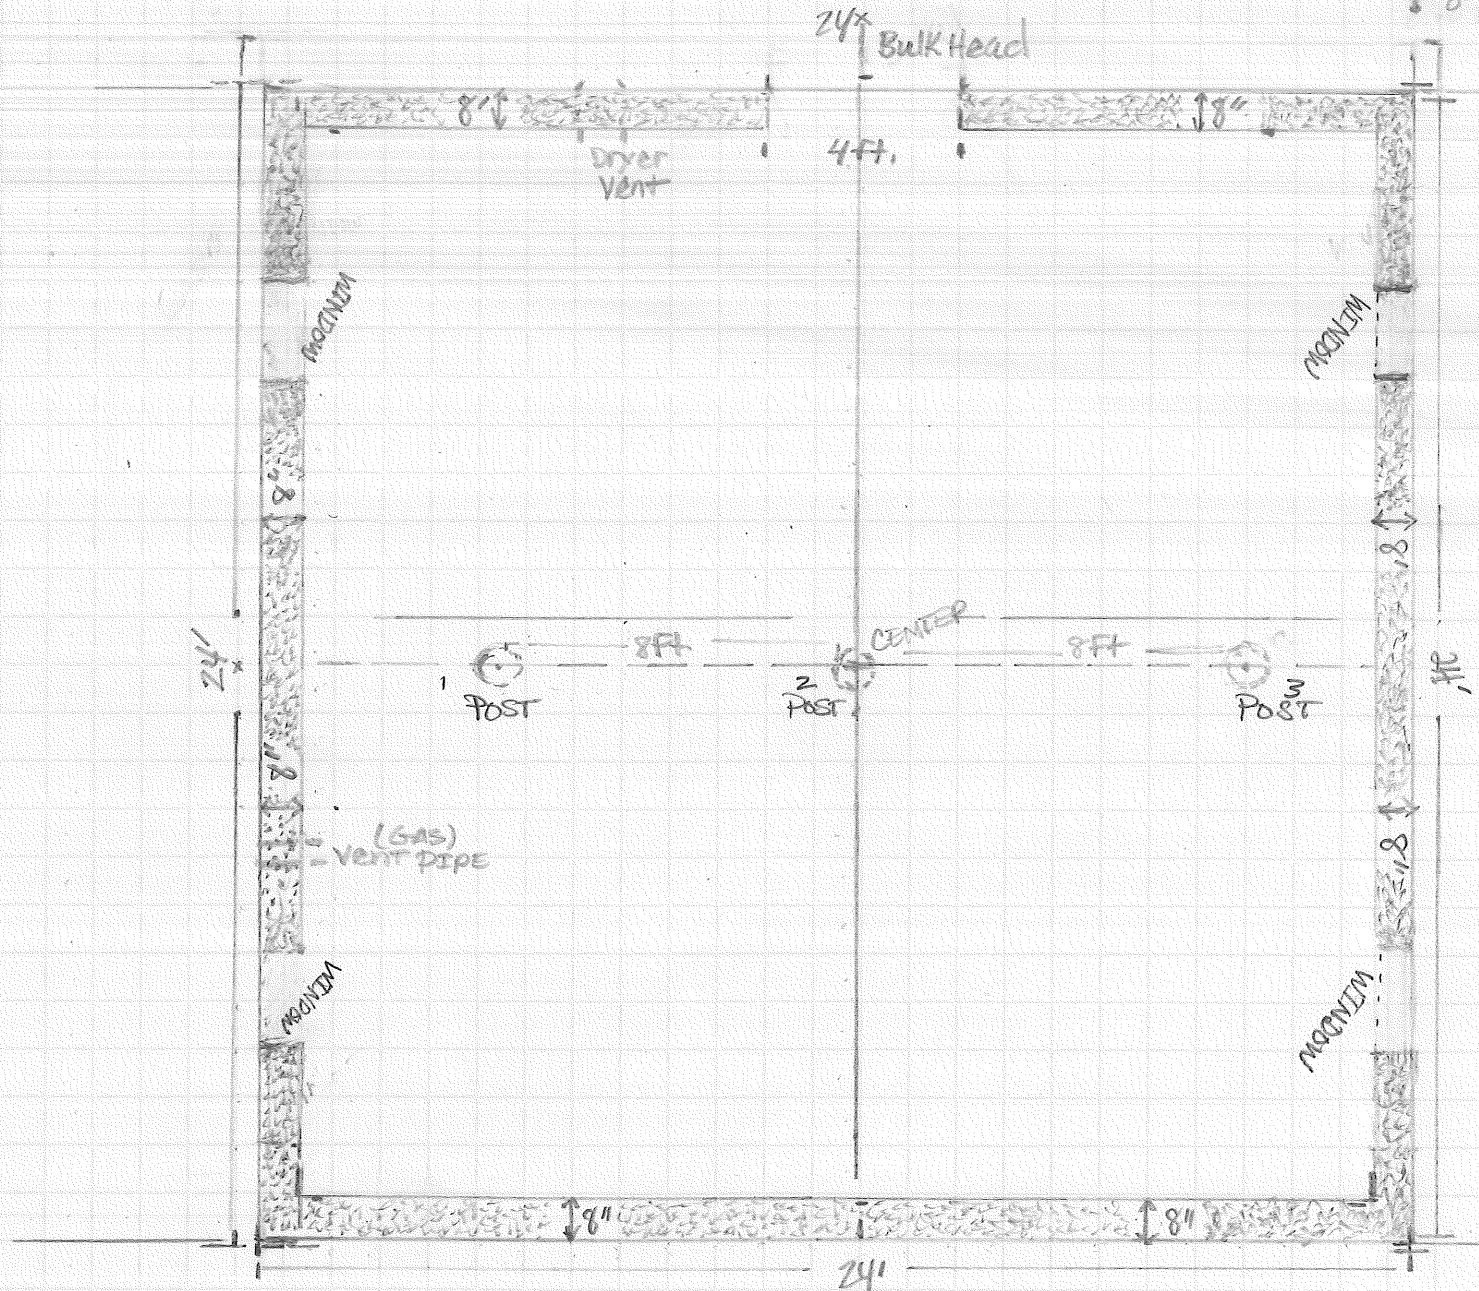 24'
BulkHead
8"
8"
4ft.
Dryer
Vent
WINDOW
WINDOW
8"
8"
CENTER
8ft
8ft
24'
24'
1
POST
2
POST
3
POST
8"
8"
(Gas)
Vent PIPE
WINDOW
WINDOW
8"
8"
24'